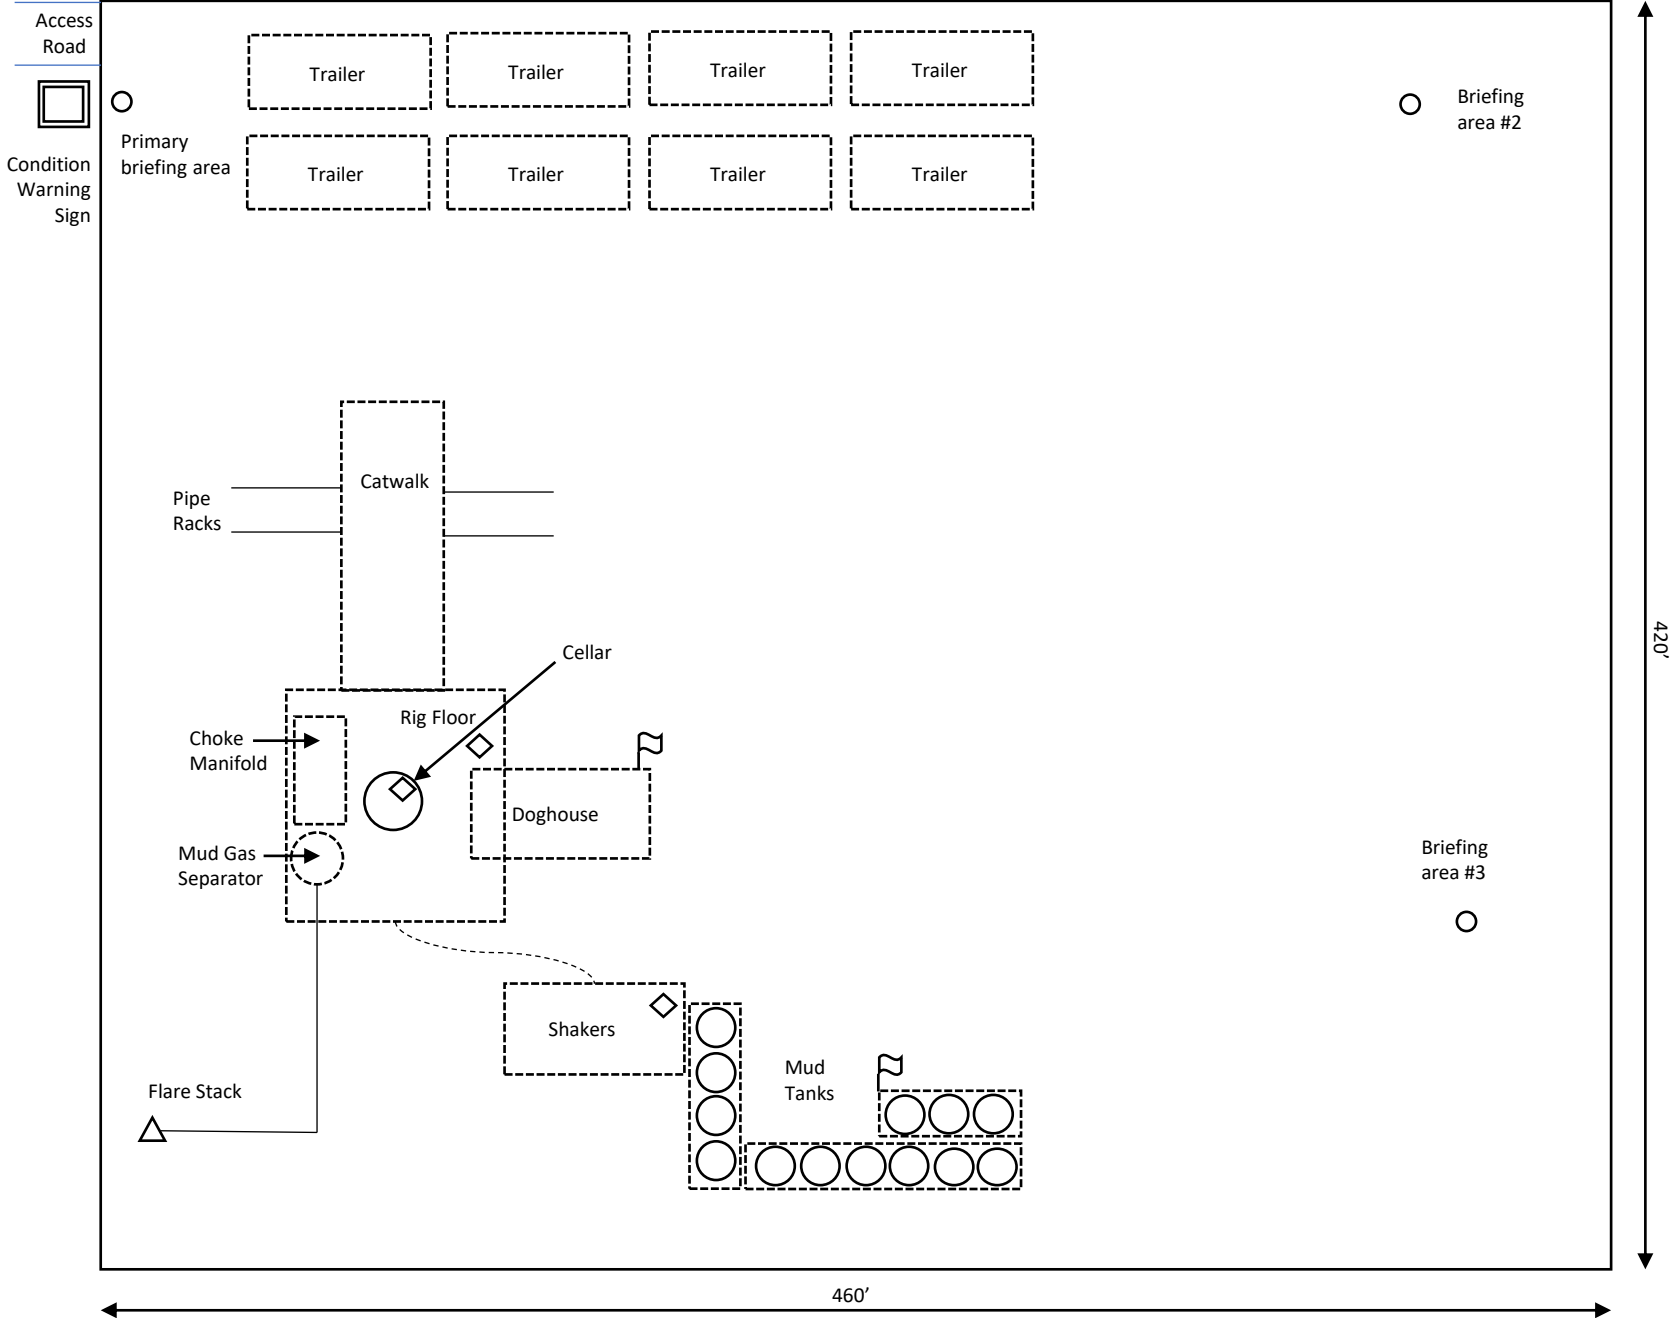 Access
Road
Trailer
Trailer
Trailer
Trailer
Briefing
area #2
Primary
briefing area
Condition
Warning
Sign
Trailer
Trailer
Trailer
Trailer
Catwalk
Pipe
Racks
420'
Cellar
Rig Floor
Choke
Manifold
Doghouse
Mud Gas
Separator
Briefing
area #3
Shakers
Mud
Tanks
Flare Stack
460'